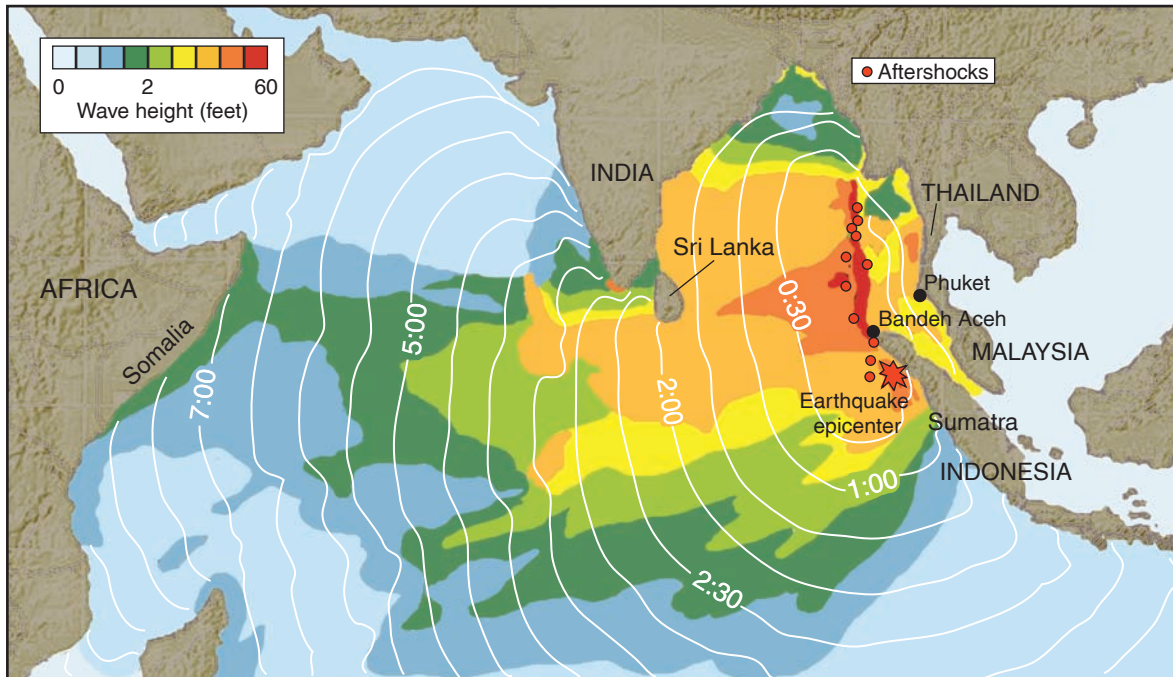 0 2 60
Wave height (feet)
Aftershocks
INDIA
THAILAND
Sri Lanka
AFRICA
Phuket
0:30
5:00
Bandeh Aceh
Somalia
MALAYSIA
7:00
2:00
Earthquake
epicenter
Sumatra
INDONESIA
1:00
2:30